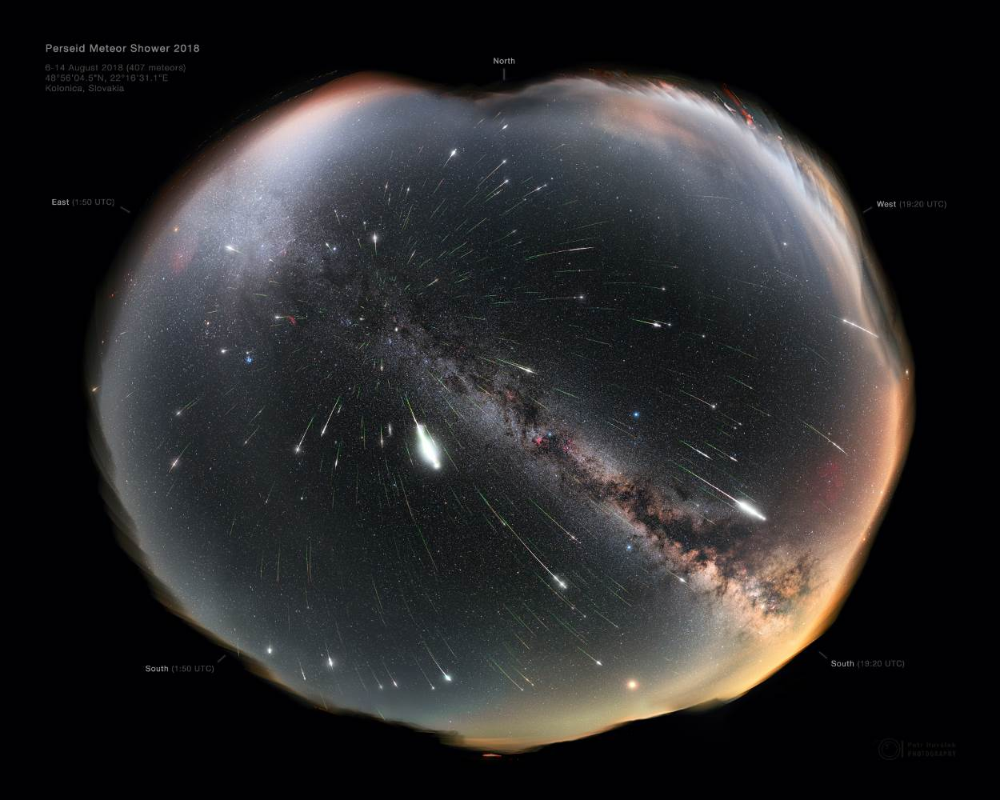 Perseid Meteor Shower 2018
6-14 August 2018 (407 meteors)
48°56'04.5"N, 22°16'31.1"E
Kolonica, Slovakia
North
East (1:50 UTC)
West (19:20 UTC)
South (1:50 UTC)
South (19:20 UTC)
Petr Horálek
PHOTOGRAPHY